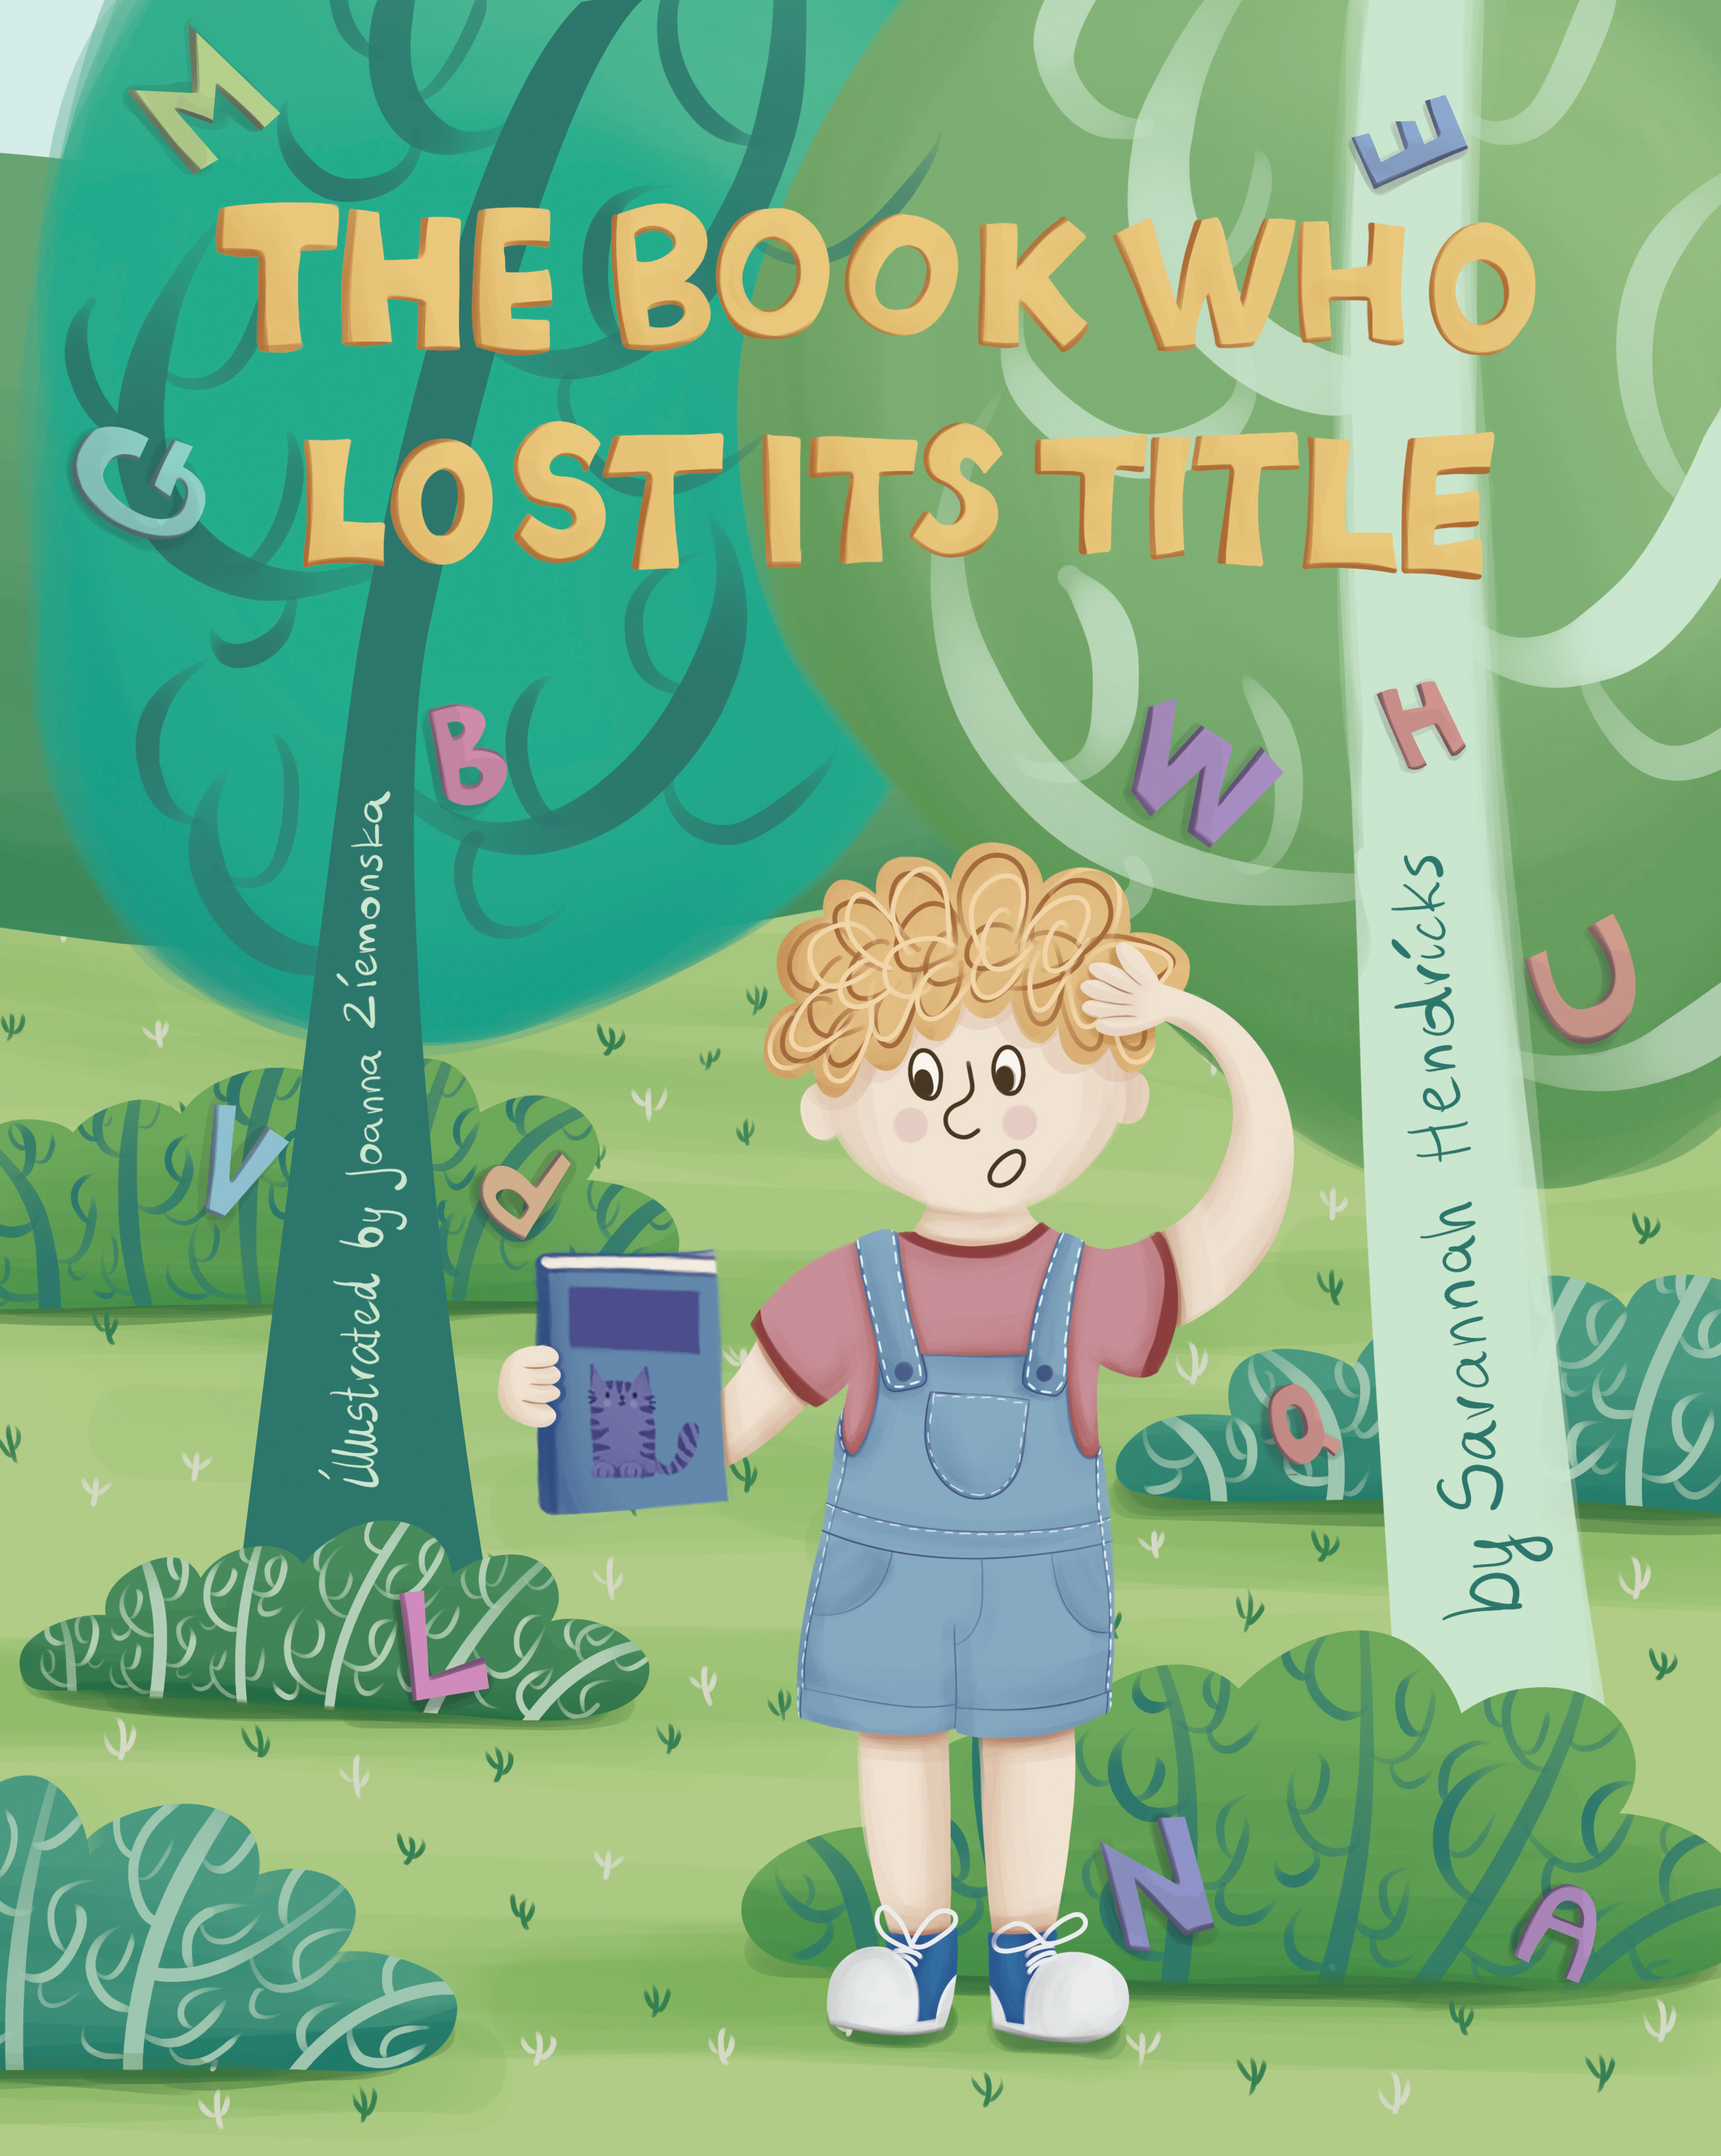 M
E
THE BOOK WHO
G
LOST ITS TITLE
B
W
H
U
illustrated by Joanna Ziemonska
by Savannah Hendricks
V
d
Q
L
N
A